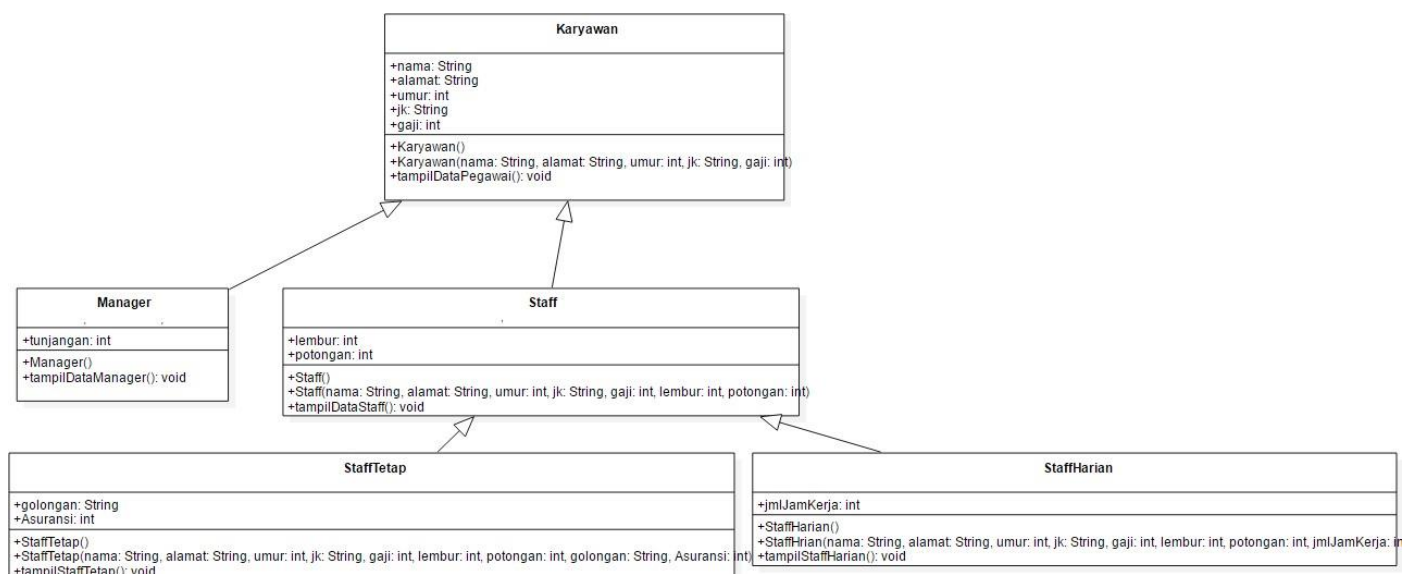 Karyawan
+nama: String
+alamat: String
+umur: int
+jk: String
+gaji: int
+Karyawan()
+Karyawan(nama: String, alamat: String, umur: int, jk: String, gaji: int)
+tampilDataPegawai(): void
Manager
+tunjangan: int
+Manager()
+tampilDataManager(): void
Staff
+lembur: int
+potongan: int
+Staff()
+Staff(nama: String, alamat: String, umur: int, jk: String, gaji: int, lembur: int, potongan: int)
+tampilDataStaff(): void
StaffTetap
+golongan: String
+Asuransi: int
+StaffTetap()
+StaffTetap(nama: String, alamat: String, umur: int, jk: String, gaji: int, lembur: int, potongan: int, golongan: String, Asuransi: int)
+tampilStaffTetap(): void
StaffHarian
+jmlJamKerja: int
+StaffHarian()
+StaffHrian(nama: String, alamat: String, umur: int, jk: String, gaji: int, lembur: int, potongan: int, jmlJamKerja: in
+tampilStaffHarian(): void